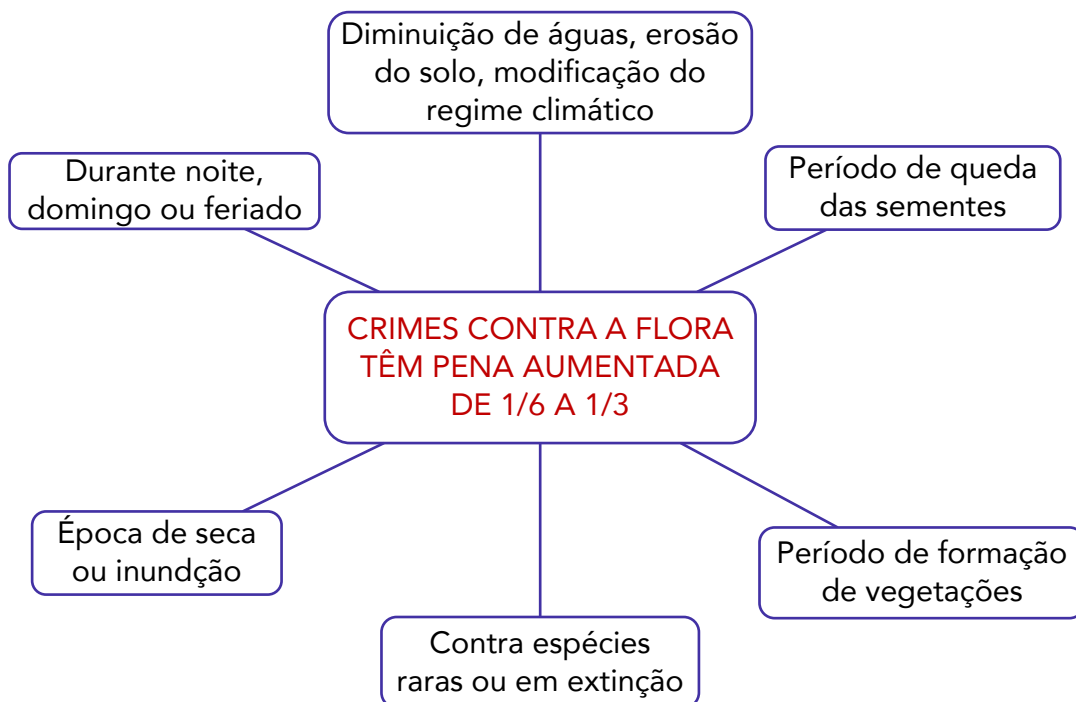 Diminuição de águas, erosão
do solo, modificação do
regime climático
Durante noite,
domingo ou feriado
Período de queda
das sementes
CRIMES CONTRA A FLORA
TÊM PENA AUMENTADA
DE 1/6 A 1/3
Época de seca
ou inundção
Período de formação
de vegetações
Contra espécies
raras ou em extinção